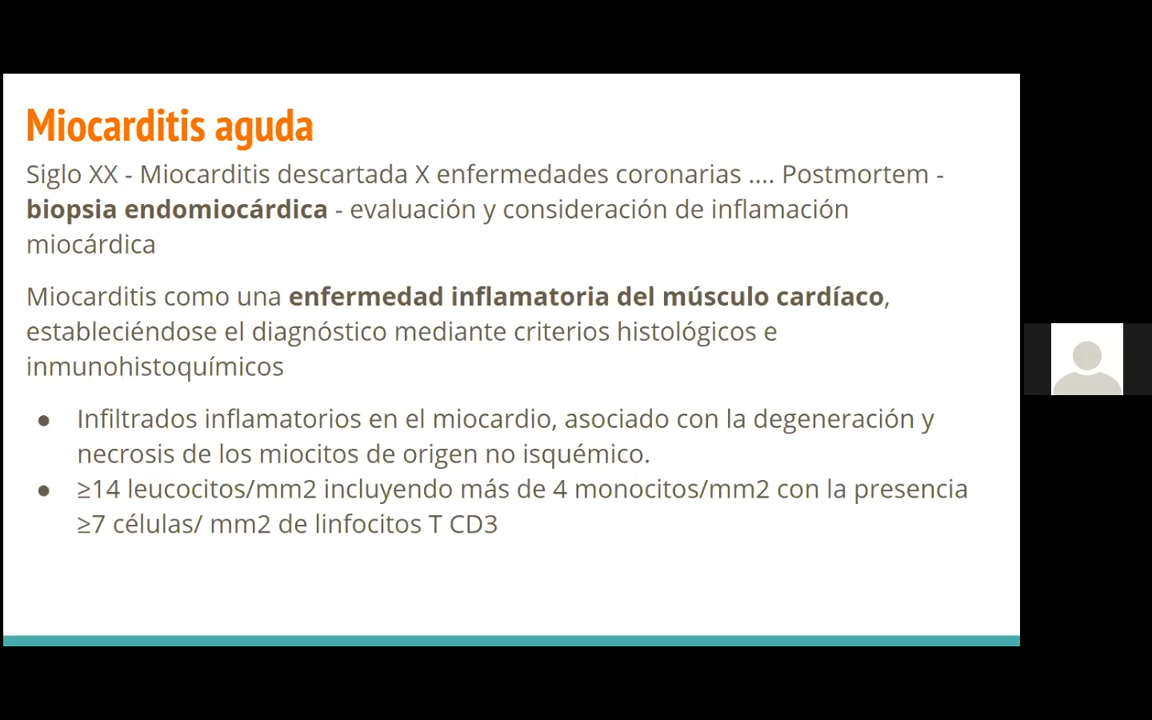 Miocarditis aguda
Siglo XX - Miocarditis descartada X enfermedades coronarias .... Postmortem -
biopsia endomiocárdica - evaluación y consideración de inflamación
miocárdica
Miocarditis como una enfermedad inflamatoria del músculo cardíaco,
estableciéndose el diagnóstico mediante criterios histológicos e
inmunohistoquímicos
● Infiltrados inflamatorios en el miocardio, asociado con la degeneración y
necrosis de los miocitos de origen no isquémico.
● ≥14 leucocitos/mm2 incluyendo más de 4 monocitos/mm2 con la presencia
≥7 células/ mm2 de linfocitos T CD3